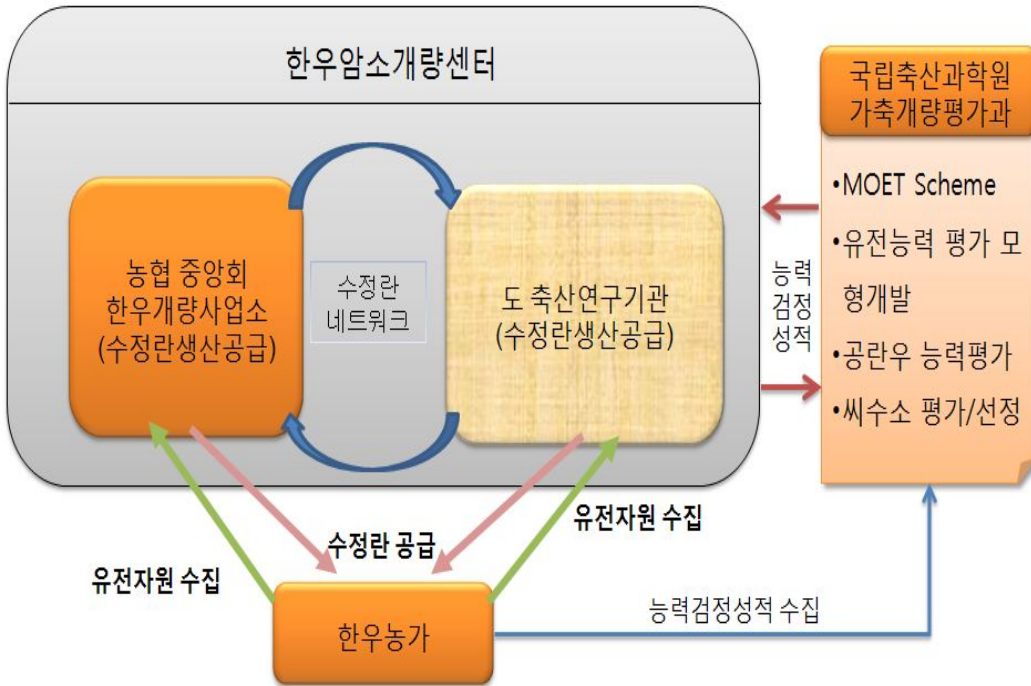 한우암소개량센터
농협 중앙회
한우개량사업소
(수정란생산공급)
수정란
네트워크
도 축산연구기관
(수정란생산공급)
국립축산과학원
가축개량평가과
•MOET Scheme
•유전능력 평가 모
형개발
•공란우 능력평가
•씨수소 평가/선정
능력
검정
성적
유전자원 수집
수정란 공급
유전자원 수집
한우농가
능력검정성적 수집